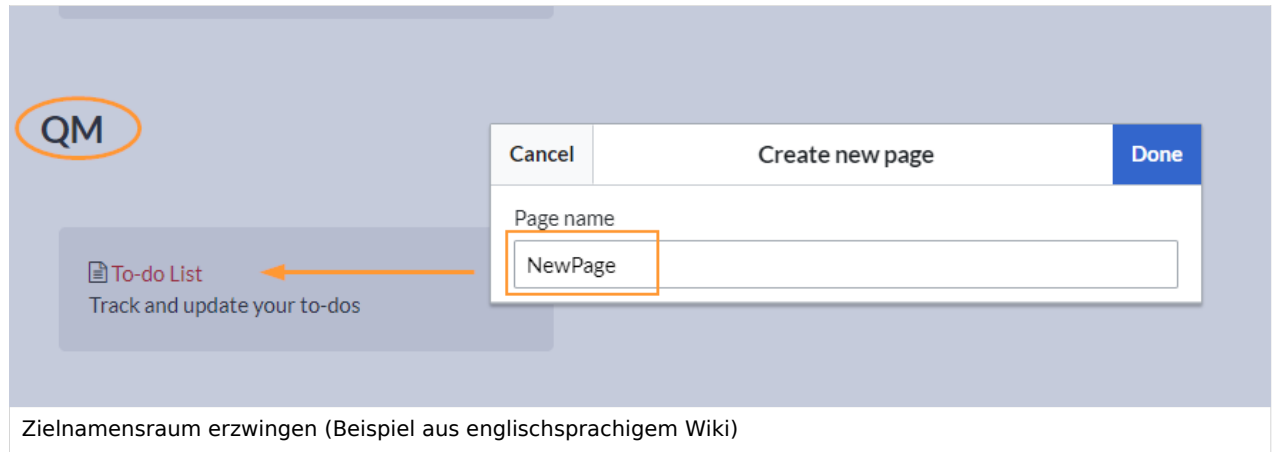 QM
Cancel Create new page Done
Page name
NewPage
To-do List
Track and update your to-dos
Zielnamensraum erzwingen (Beispiel aus englischsprachigem Wiki)